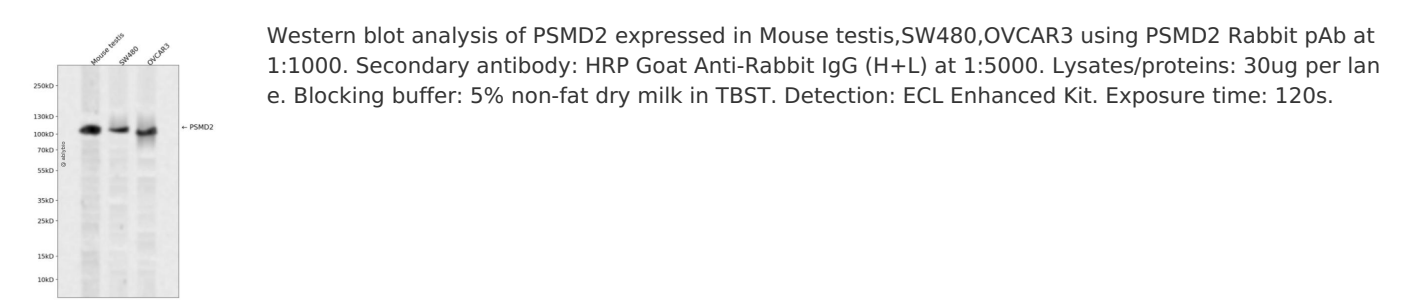 Mouse testis
SW480
OVCAR3
250kD
130kD
100kD
70kD
55kD
35kD
25kD
15kD
10kD
← PSMD2
Western blot analysis of PSMD2 expressed in Mouse testis,SW480,OVCAR3 using PSMD2 Rabbit pAb at
1:1000. Secondary antibody: HRP Goat Anti-Rabbit IgG (H+L) at 1:5000. Lysates/proteins: 30ug per lan
e. Blocking buffer: 5% non-fat dry milk in TBST. Detection: ECL Enhanced Kit. Exposure time: 120s.